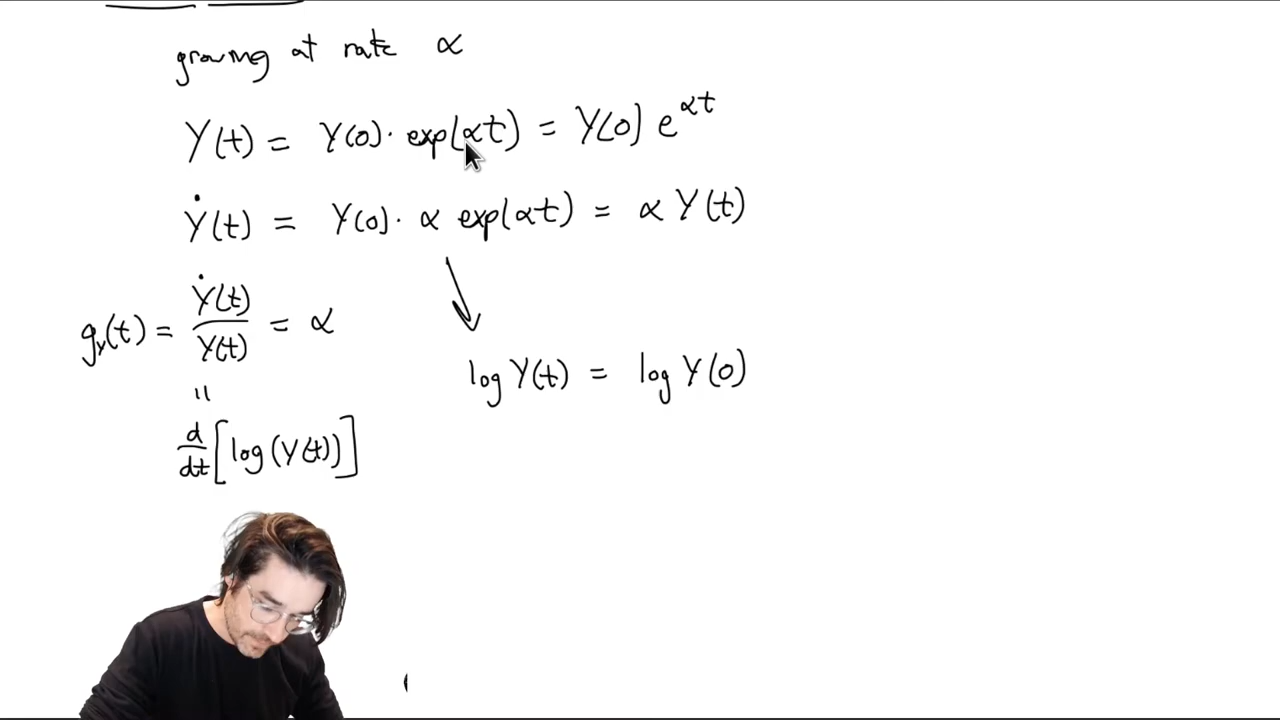 growing at rate α
Y(t) = Y(0) · exp(αt) = Y(0) e^{αt}
Ẏ(t) = Y(0) · α exp(αt) = α Y(t)
g_Y(t) = Ẏ(t)/Y(t) = α
log Y(t) = log Y(0)
=
d/dt [log(Y(t))]